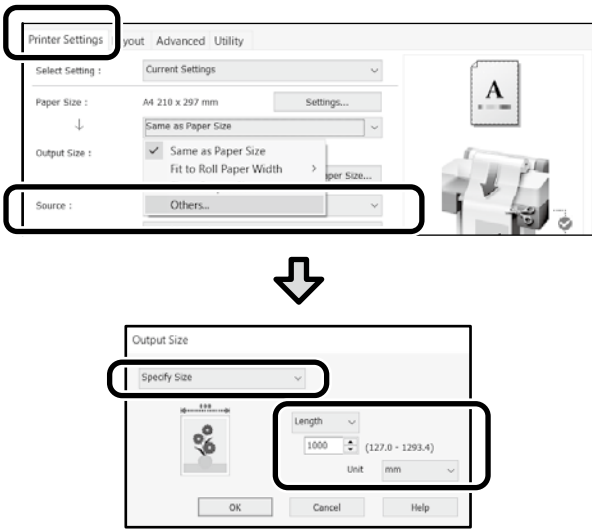 Printer Settings yout Advanced Utility
Select Setting : Current Settings
Paper Size : A4 210 x 297 mm Settings...
↓ Same as Paper Size
✓ Same as Paper Size
Output Size :
Fit to Roll Paper Width >
per Size...
Source : Others...
A
Output Size
Specify Size
Length
1000 (127.0 - 1293.4)
Unit mm
OK Cancel Help